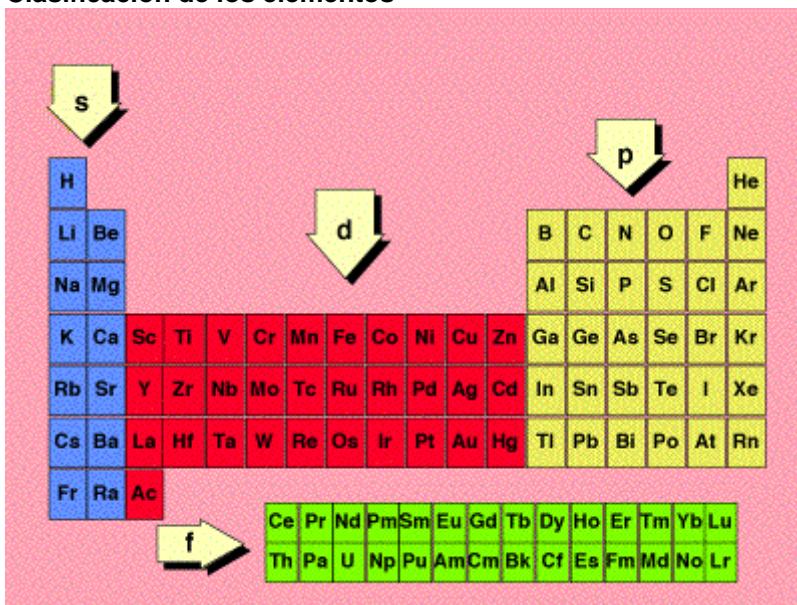 s
p
H He
d
Li Be B C N O F Ne
Na Mg Al Si P S Cl Ar
K Ca Sc Ti V Cr Mn Fe Co Ni Cu Zn Ga Ge As Se Br Kr
Rb Sr Y Zr Nb Mo Tc Ru Rh Pd Ag Cd In Sn Sb Te I Xe
Cs Ba La Hf Ta W Re Os Ir Pt Au Hg Tl Pb Bi Po At Rn
Fr Ra Ac
f
Ce Pr Nd Pm Sm Eu Gd Tb Dy Ho Er Tm Yb Lu
Th Pa U Np Pu Am Cm Bk Cf Es Fm Md No Lr